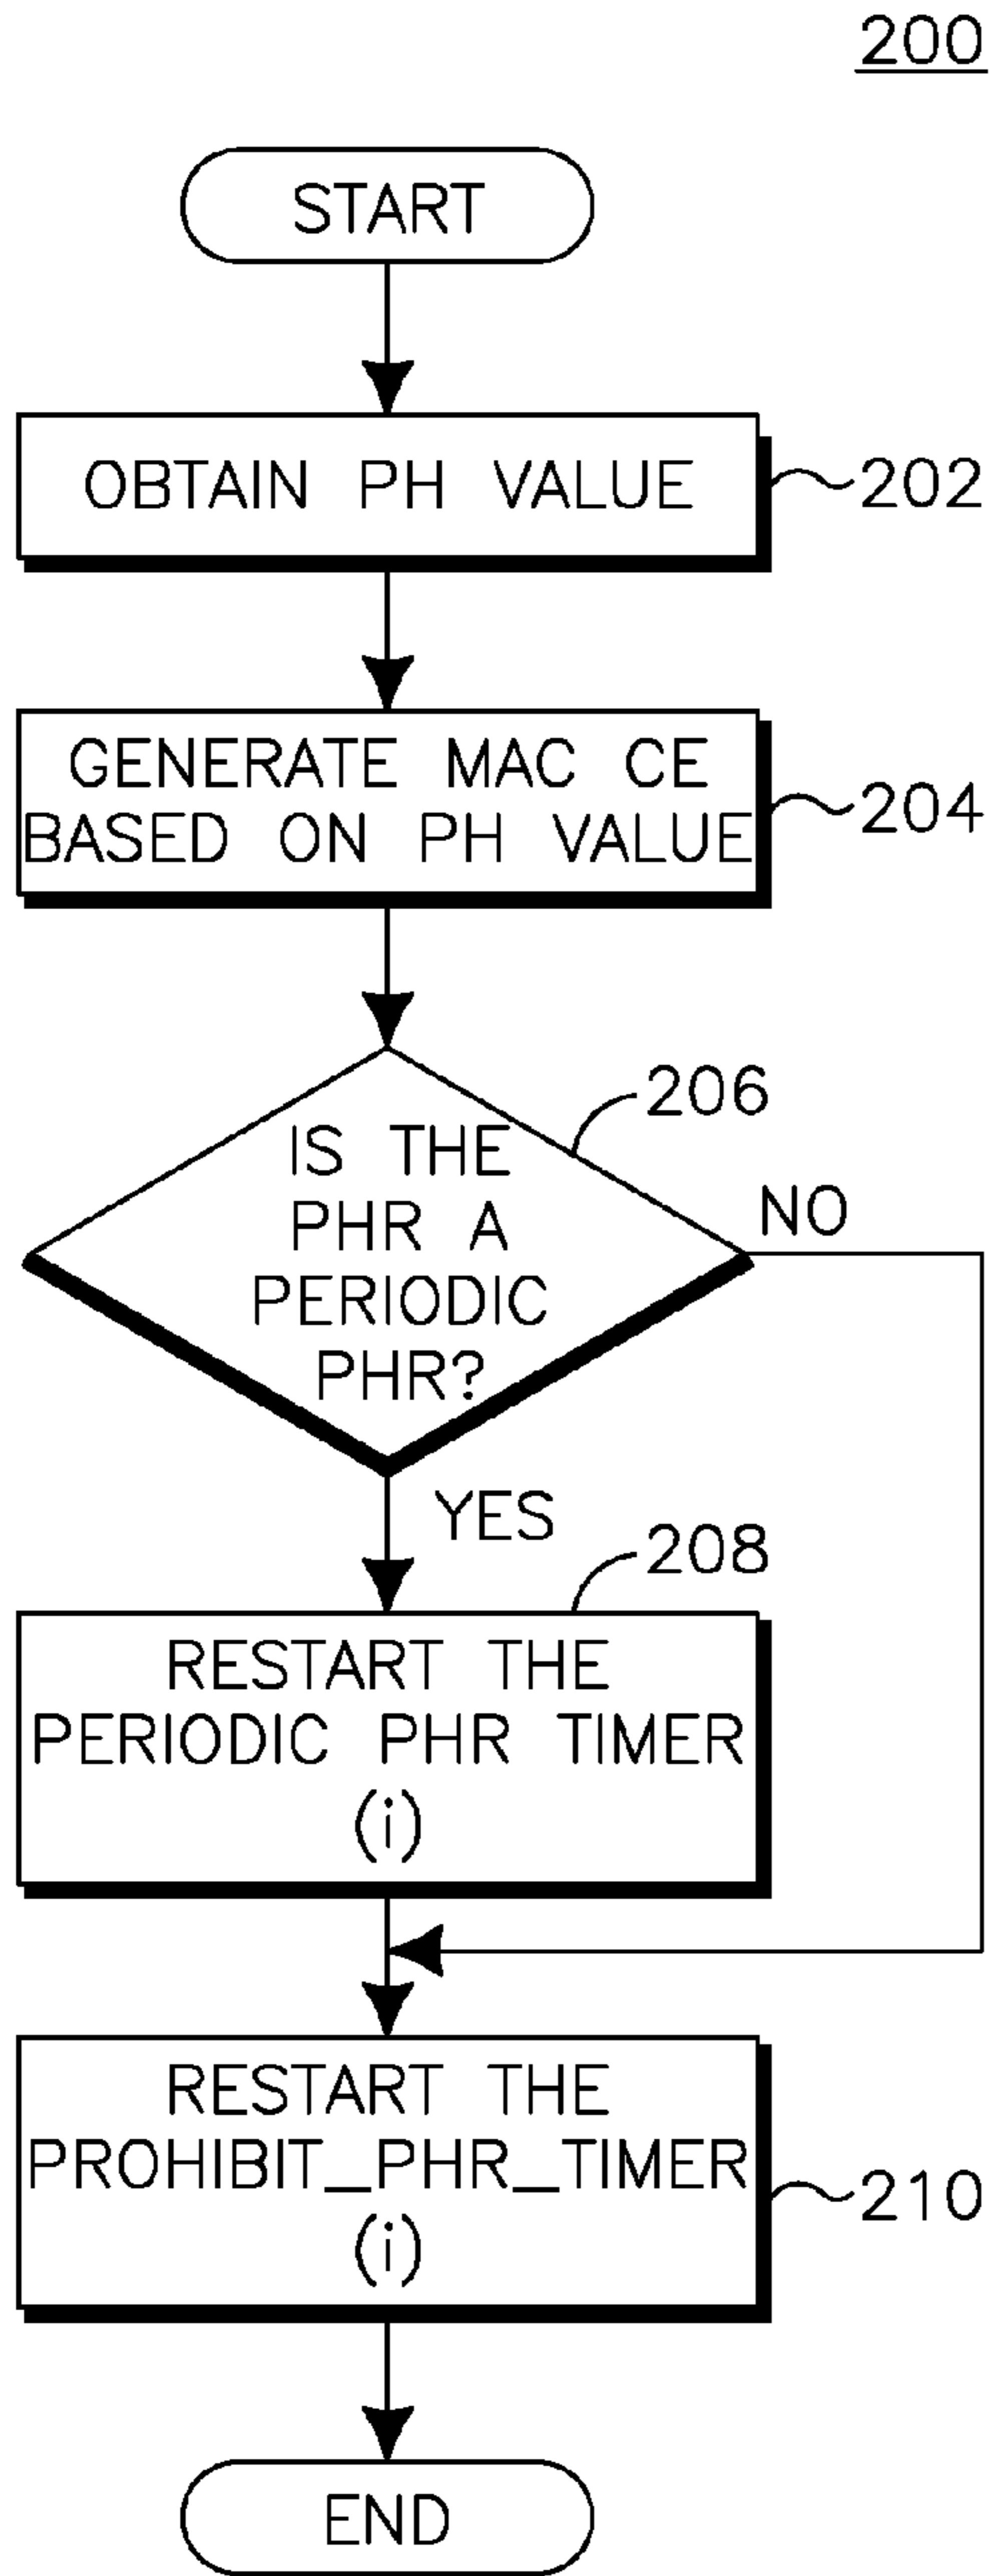 200
START
OBTAIN PH VALUE
202
GENERATE MAC CE
BASED ON PH VALUE
204
206
IS THE
PHR A
PERIODIC
PHR?
NO
YES
208
RESTART THE
PERIODIC PHR TIMER
(i)
RESTART THE
PROHIBIT_PHR_TIMER
(i)
210
END